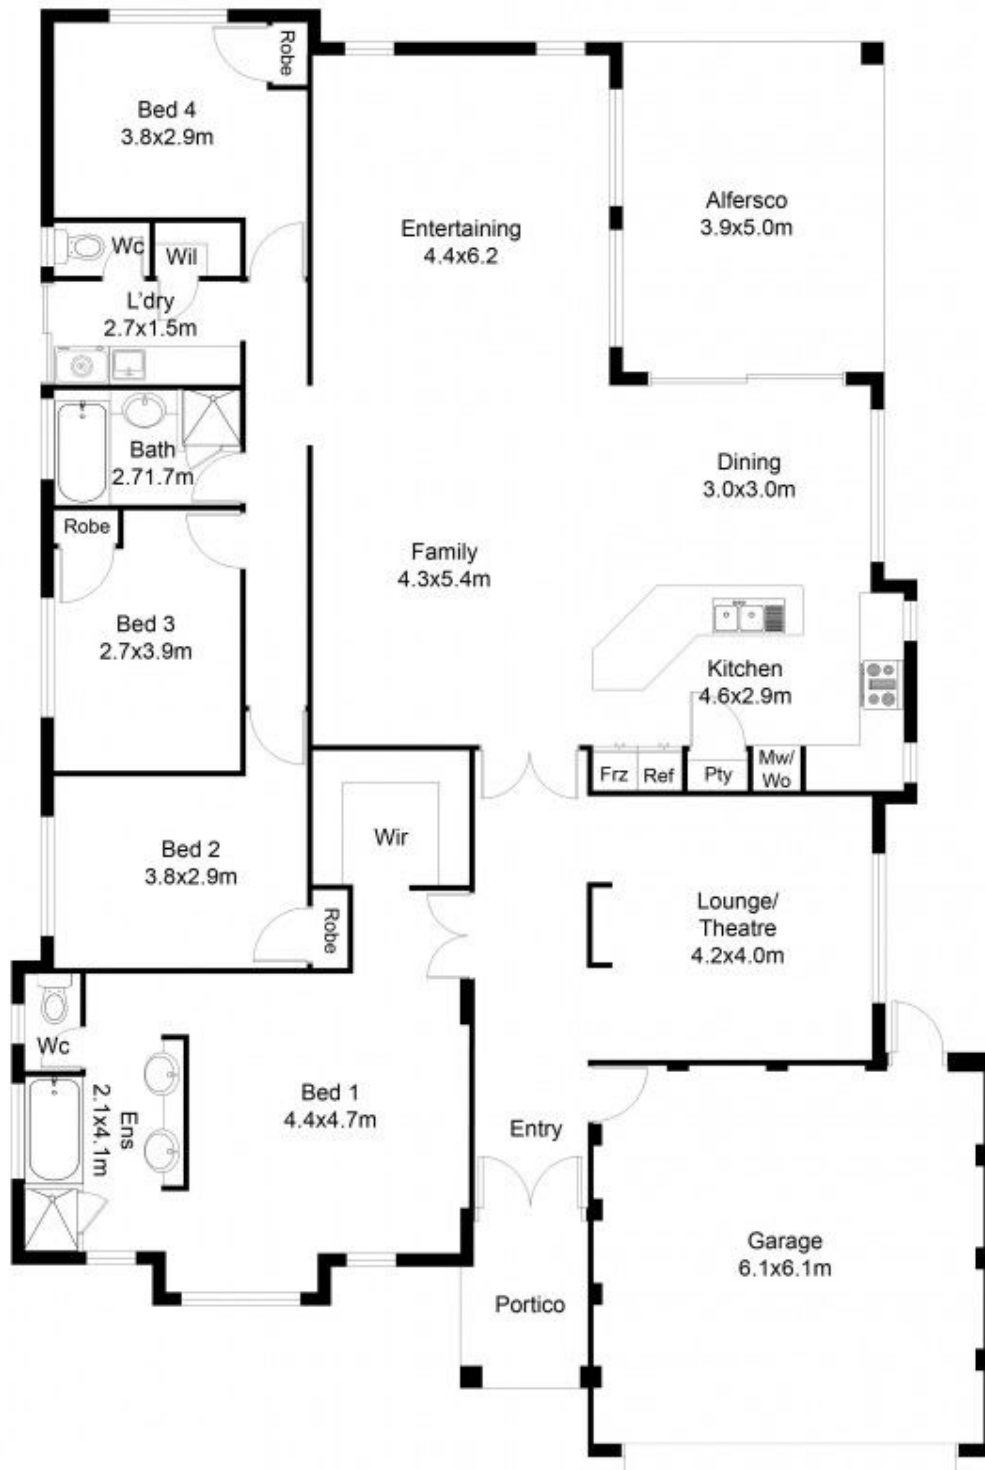 Robe
Bed 4
3.8x2.9m
Entertaining
4.4x6.2
Alfersco
3.9x5.0m
Wc
Wil
L'dry
2.7x1.5m
Bath
2.71.7m
Dining
3.0x3.0m
Robe
Family
4.3x5.4m
Bed 3
2.7x3.9m
Kitchen
4.6x2.9m
Frz
Ref
Pty
Mw/
Wo
Wir
Bed 2
3.8x2.9m
Robe
Lounge/
Theatre
4.2x4.0m
Wc
Ens
2.1x4.1m
Bed 1
4.4x4.7m
Entry
Garage
6.1x6.1m
Portico